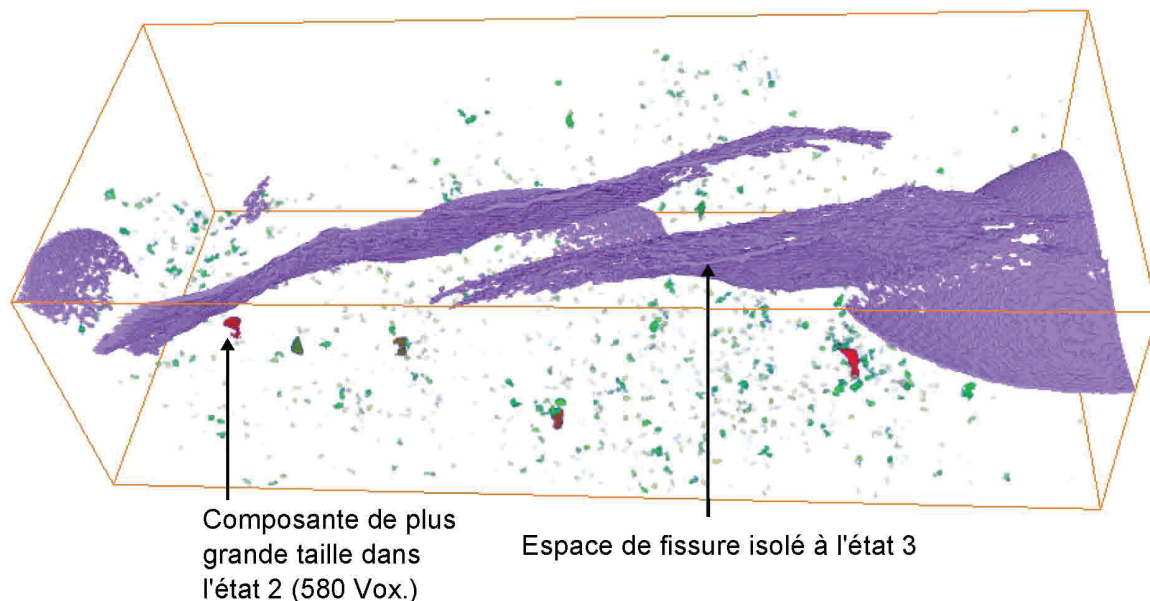 Composante de plus
grande taille dans
l'état 2 (580 Vox.)
Espace de fissure isolé à l'état 3